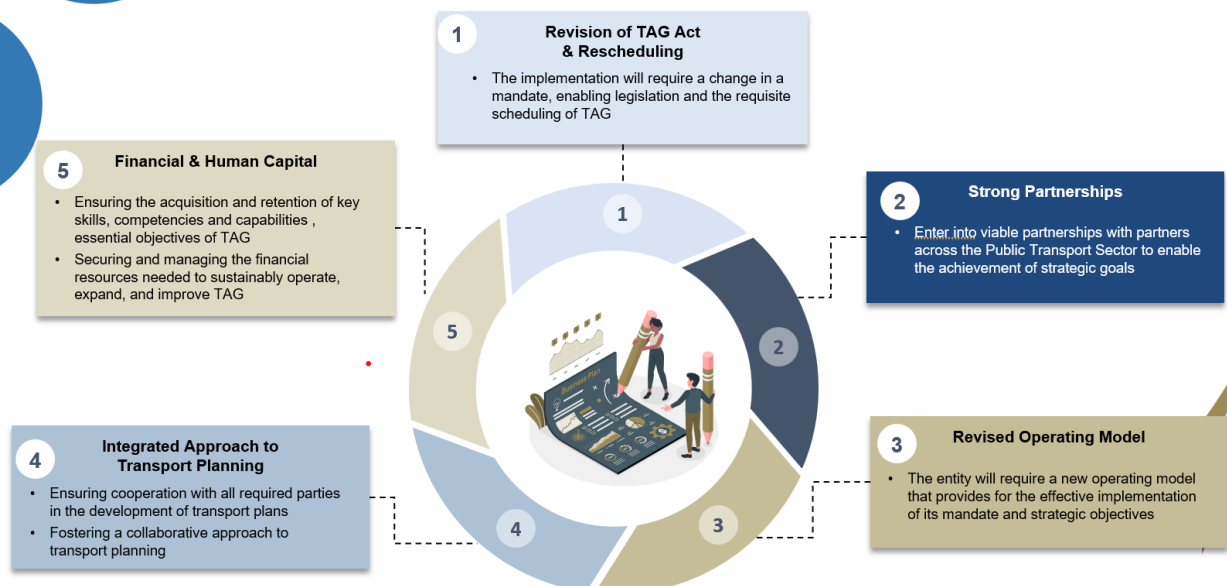 1
Revision of TAG Act
& Rescheduling
• The implementation will require a change in a
mandate, enabling legislation and the requisite
scheduling of TAG
5
Financial & Human Capital
• Ensuring the acquisition and retention of key
skills, competencies and capabilities ,
essential objectives of TAG
• Securing and managing the financial
resources needed to sustainably operate,
expand, and improve TAG
2
Strong Partnerships
• Enter into viable partnerships with partners
across the Public Transport Sector to enable
the achievement of strategic goals
1
2
3
4
5
Business Plan
4
Integrated Approach to
Transport Planning
• Ensuring cooperation with all required parties
in the development of transport plans
• Fostering a collaborative approach to
transport planning
3
Revised Operating Model
• The entity will require a new operating model
that provides for the effective implementation
of its mandate and strategic objectives